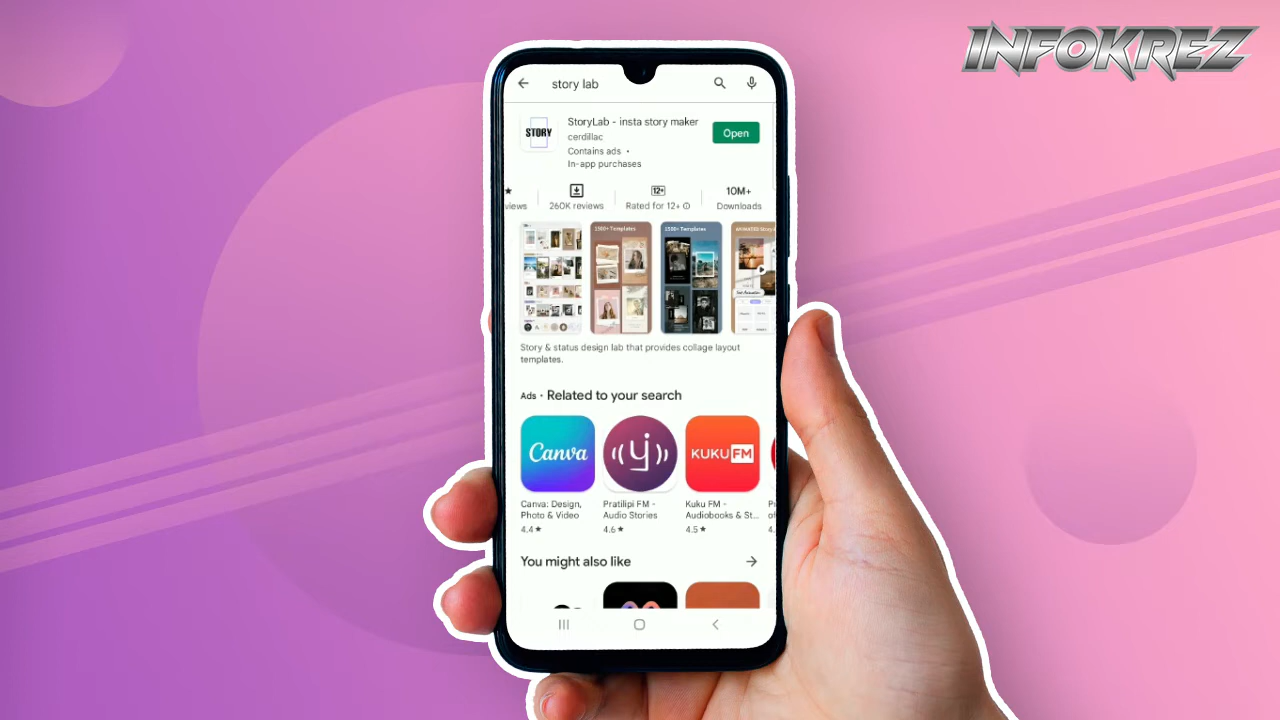 INFOKREZ
story lab
StoryLab - insta story maker
cerdillac
Contains ads •
In-app purchases
Open
STORY
views
260K reviews
12+
Rated for 12+
10M+
Downloads
1500+ Templates
1500+ Templates
Story & status design lab that provides collage layout
templates.
Ads • Related to your search
Canva
KUKU FM
Canva: Design,
Photo & Video
4.4★
Pratilipi FM -
Audio Stories
4.6★
Kuku FM -
Audiobooks & St...
4.5★
4.
You might also like